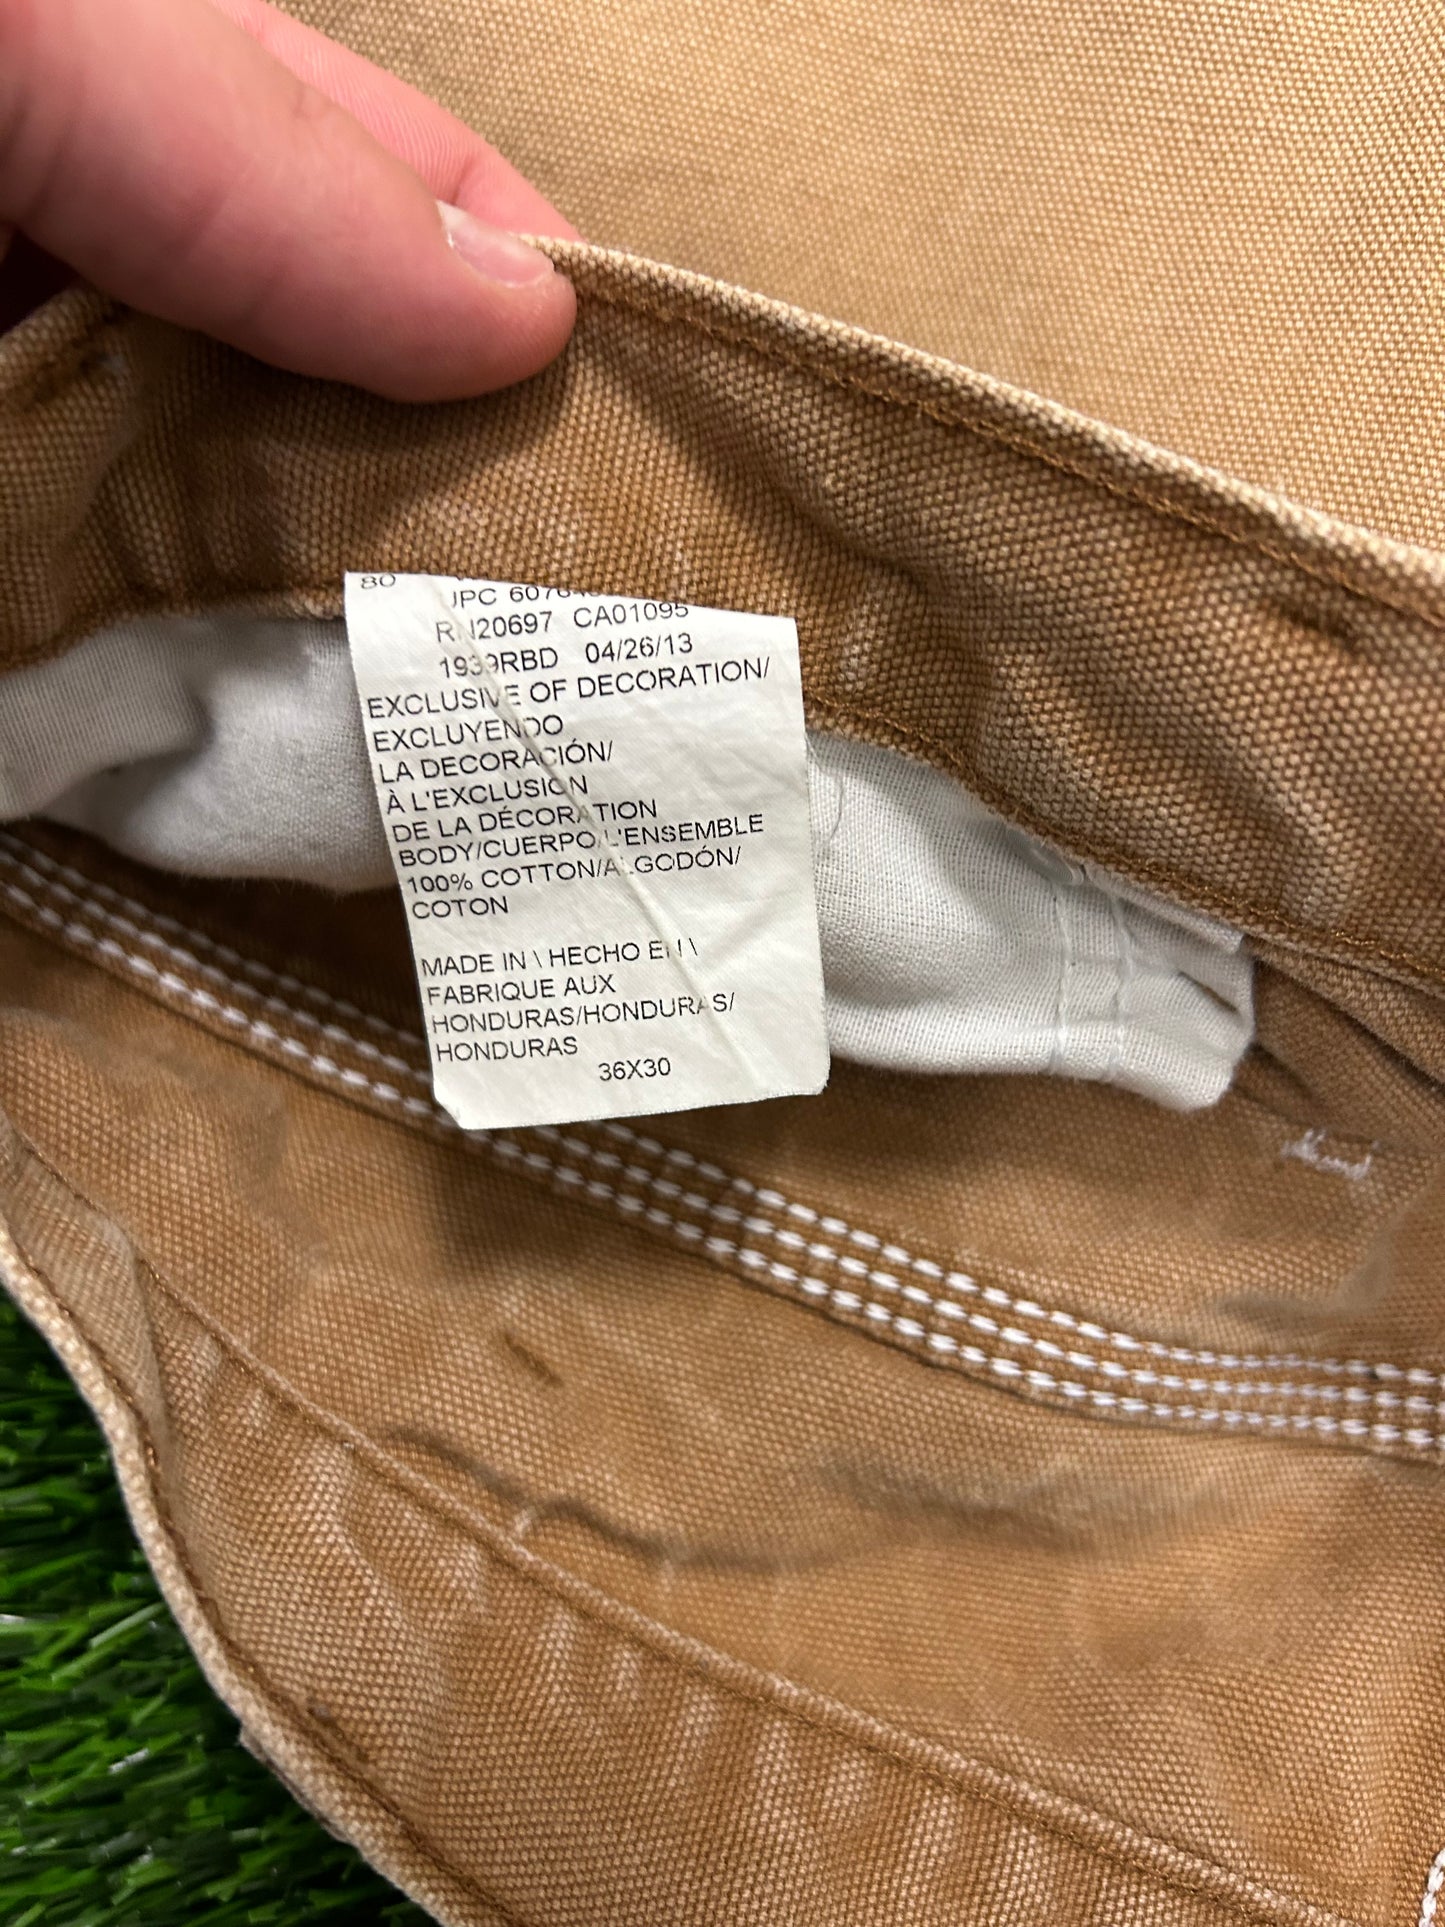 80
UPC
RN20697 CA01095
1939RBD 04/26/13
EXCLUSIVE OF DECORATION/
EXCLUYENDO
LA DECORACIÓN/
À L'EXCLUSION
DE LA DÉCORATION
BODY/CUERPO/L'ENSEMBLE
100% COTTON/ALGODÓN/
COTON
MADE IN \ HECHO EN \
FABRIQUE AUX
HONDURAS/HONDURAS/
HONDURAS
36X30